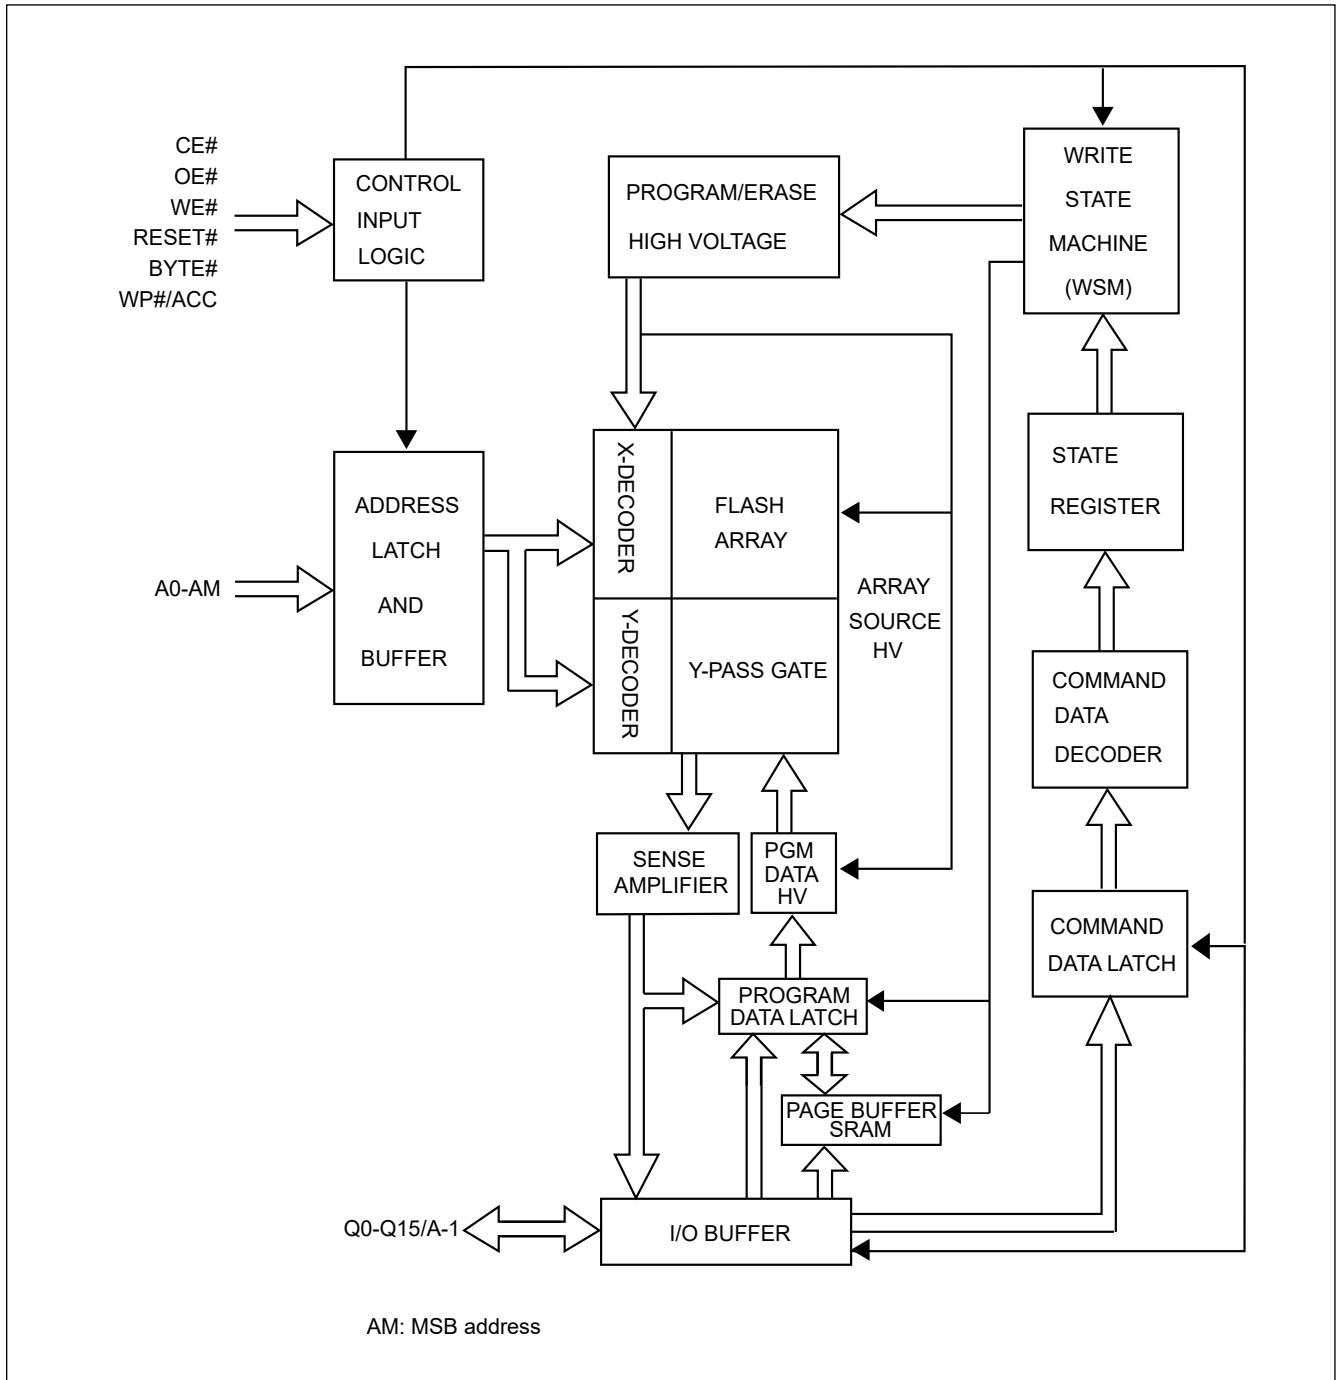 CE#
OE#
WE#
RESET#
BYTE#
WP#/ACC
CONTROL
INPUT
LOGIC
PROGRAM/ERASE
HIGH VOLTAGE
WRITE
STATE
MACHINE
(WSM)
A0-AM
ADDRESS
LATCH
AND
BUFFER
X-DECODER
FLASH
ARRAY
Y-DECODER
Y-PASS GATE
ARRAY
SOURCE
HV
STATE
REGISTER
COMMAND
DATA
DECODER
SENSE
AMPLIFIER
PGM
DATA
HV
COMMAND
DATA LATCH
PROGRAM
DATA LATCH
PAGE BUFFER
SRAM
Q0-Q15/A-1
I/O BUFFER
AM: MSB address